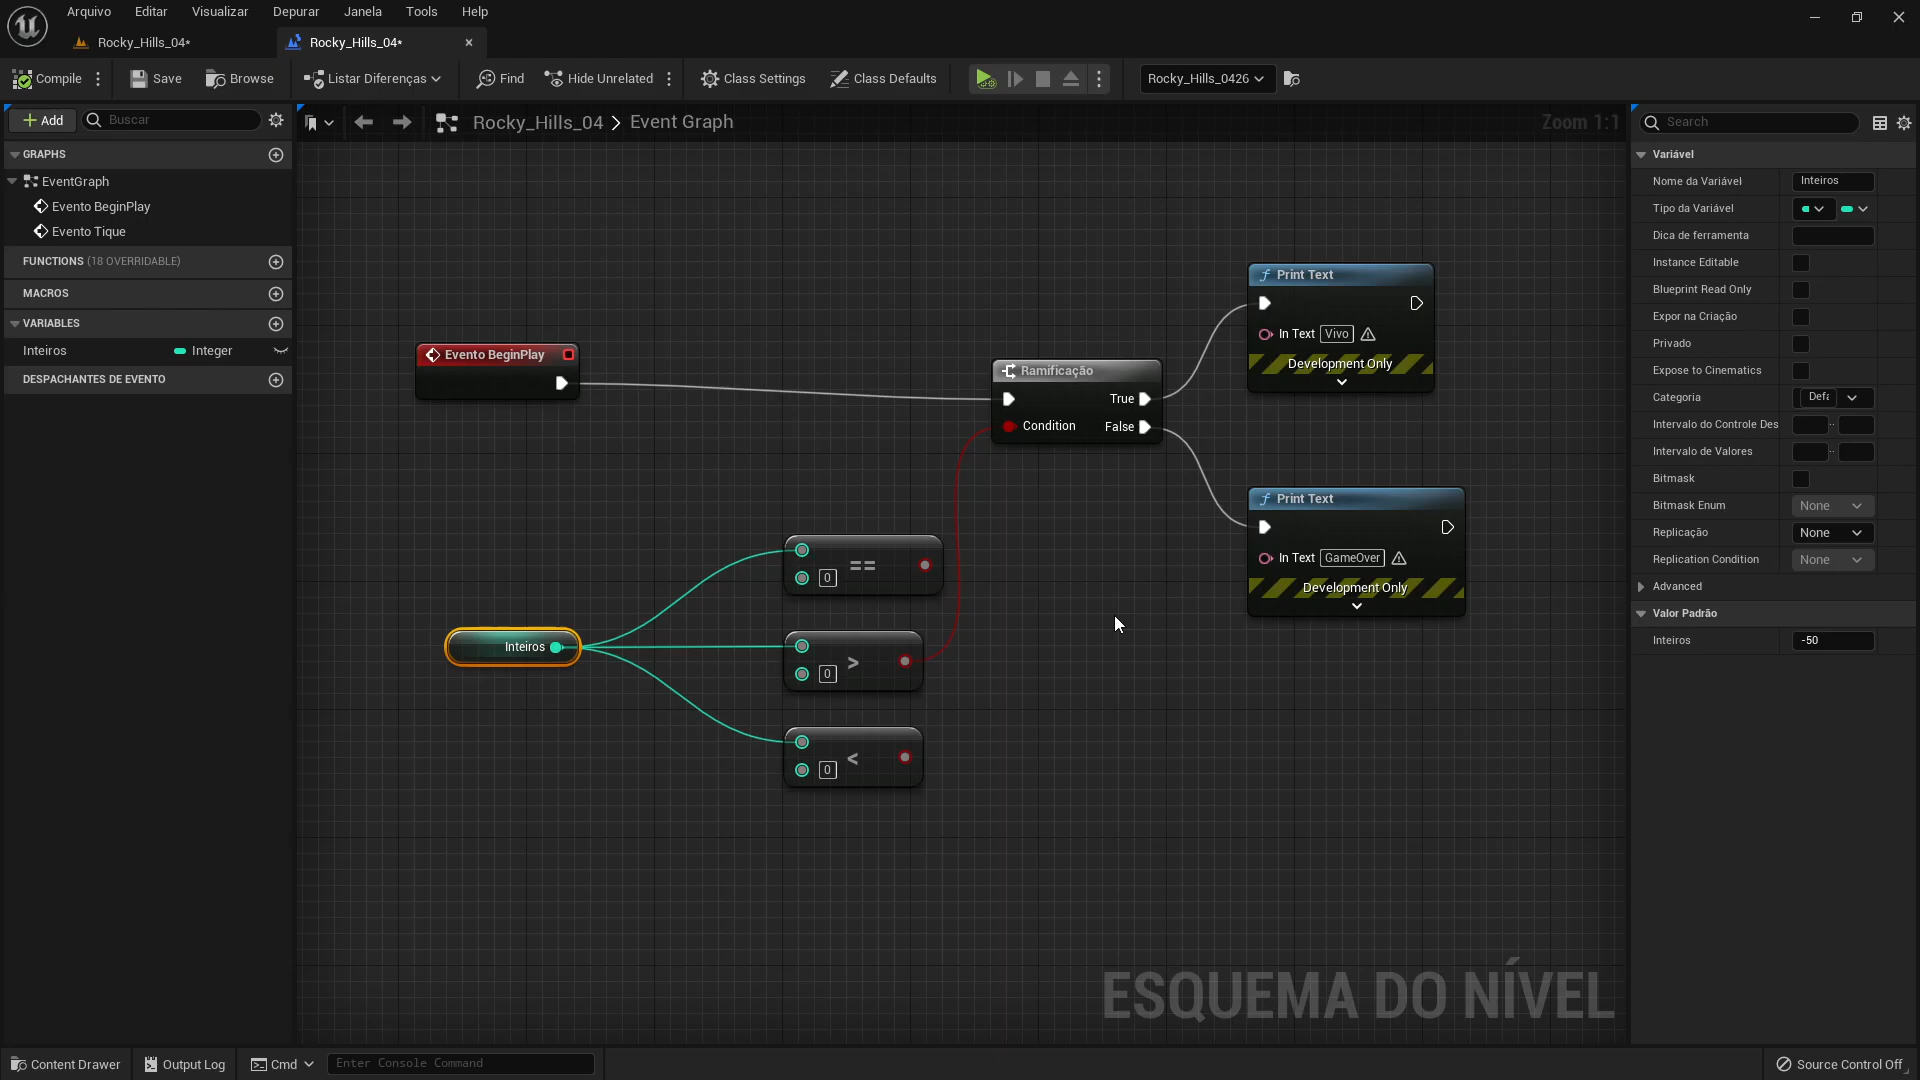 Arquivo Editar Visualizar Depurar Janela Tools Help
Rocky_Hills_04*
Rocky_Hills_04*
Compile
Save
Browse
Listar Diferenças
Find
Hide Unrelated
Class Settings
Class Defaults
Rocky_Hills_0426
+ Add
Buscar
GRAPHS
EventGraph
Evento BeginPlay
Evento Tique
FUNCTIONS (18 OVERRIDABLE)
MACROS
VARIABLES
Inteiros Integer
DESPACHANTES DE EVENTO
Rocky_Hills_04 > Event Graph
Zoom 1:1
Evento BeginPlay
Ramificação
True
Condition False
Print Text
In Text Vivo
Development Only
Print Text
In Text GameOver
Development Only
Inteiros
==
0
>
0
<
0
ESQUEMA DO NÍVEL
Search
Variável
Nome da Variável Inteiros
Tipo da Variável
Dica de ferramenta
Instance Editable
Blueprint Read Only
Expor na Criação
Privado
Expose to Cinematics
Categoria Defa
Intervalo do Controle Des
Intervalo de Valores
Bitmask
Bitmask Enum None
Replicação None
Replication Condition None
Advanced
Valor Padrão
Inteiros -50
Content Drawer
Output Log
Cmd
Enter Console Command
Source Control Off